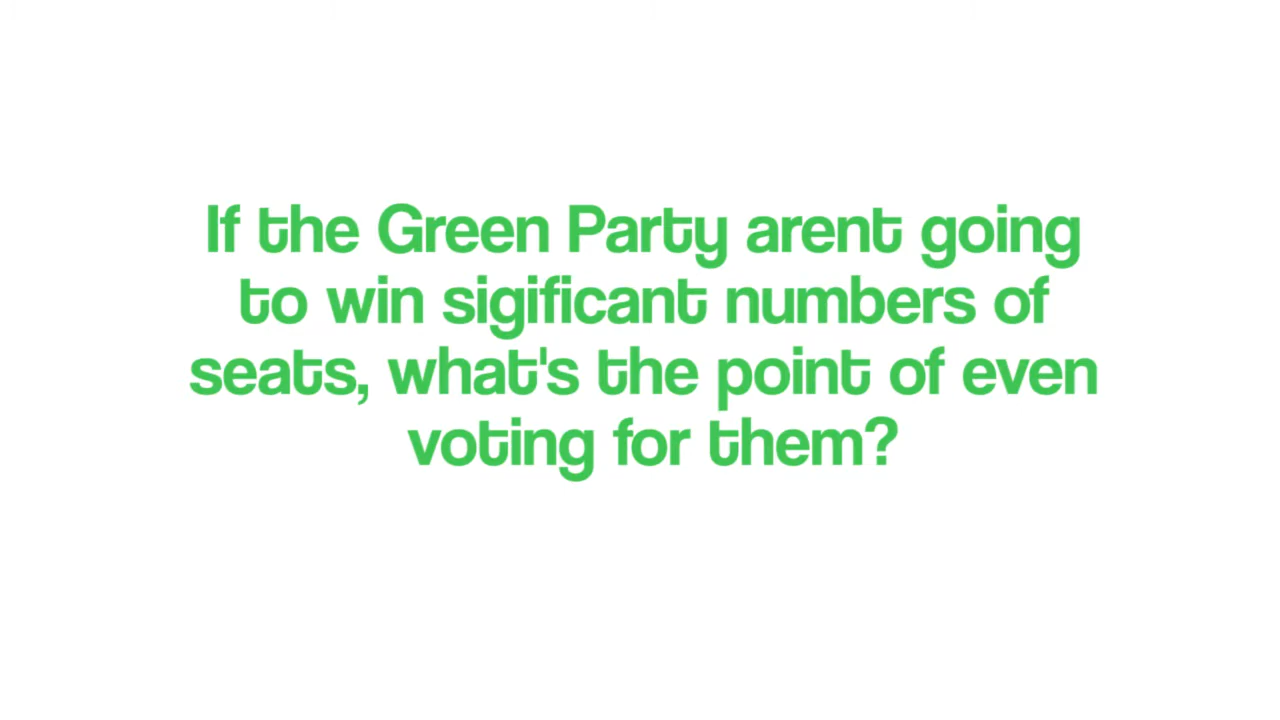 If the Green Party arent going
to win sigificant numbers of
seats, what's the point of even
voting for them?